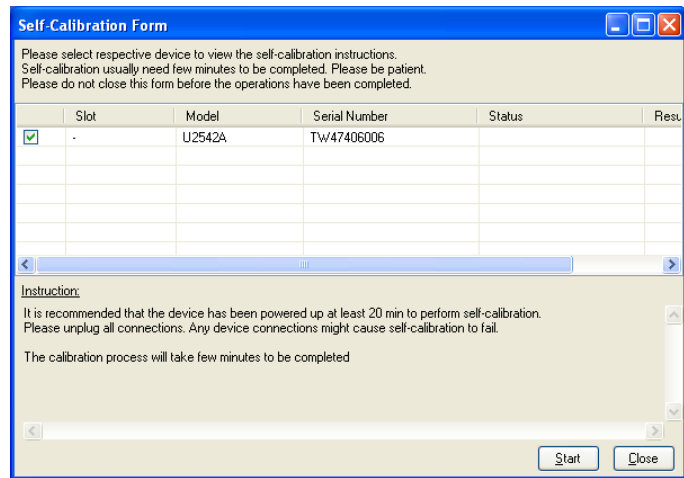 Self-Calibration Form
Please select respective device to view the self-calibration instructions.
Self-calibration usually need few minutes to be completed. Please be patient.
Please do not close this form before the operations have been completed.
Slot Model Serial Number Status Resu
- U2542A TW47406006
Instruction:
It is recommended that the device has been powered up at least 20 min to perform self-calibration.
Please unplug all connections. Any device connections might cause self-calibration to fail.
The calibration process will take few minutes to be completed
Start Close